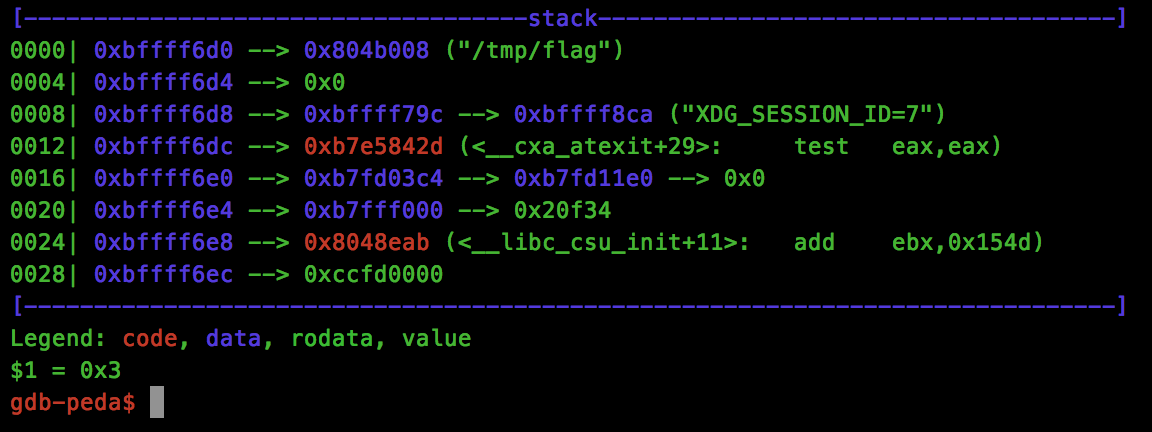 [------------------------------------stack-------------------------------------]
0000| 0xbffff6d0 --> 0x804b008 ("/tmp/flag")
0004| 0xbffff6d4 --> 0x0
0008| 0xbffff6d8 --> 0xbffff79c --> 0xbffff8ca ("XDG_SESSION_ID=7")
0012| 0xbffff6dc --> 0xb7e5842d (<__cxa_atexit+29>:     test   eax,eax)
0016| 0xbffff6e0 --> 0xb7fd03c4 --> 0xb7fd11e0 --> 0x0
0020| 0xbffff6e4 --> 0xb7fff000 --> 0x20f34
0024| 0xbffff6e8 --> 0x8048eab (<__libc_csu_init+11>:   add    ebx,0x154d)
0028| 0xbffff6ec --> 0xccfd0000
[------------------------------------------------------------------------------]
Legend: code, data, rodata, value
$1 = 0x3
gdb-peda$